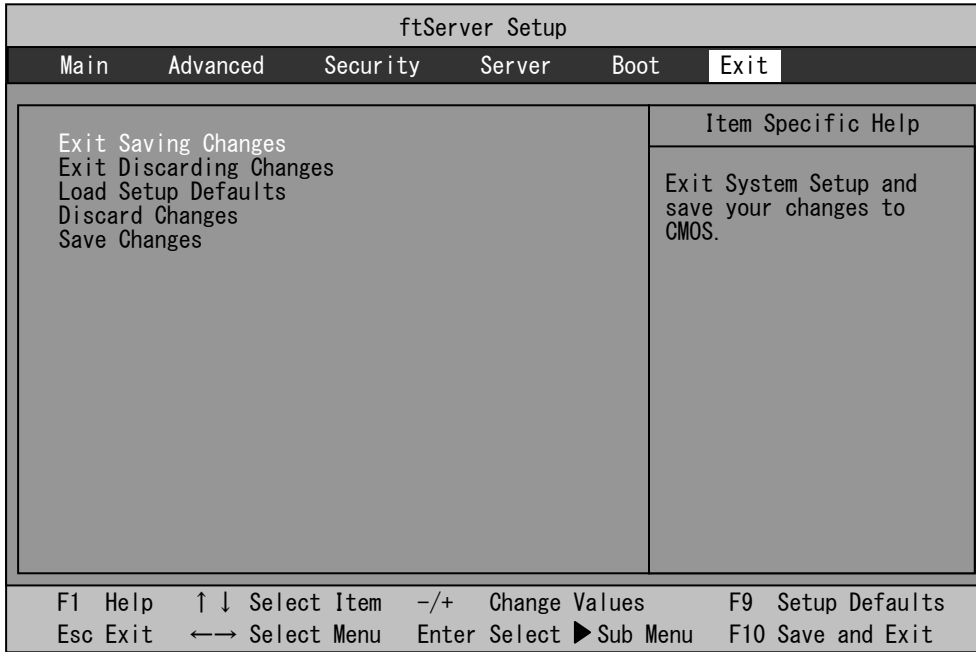 ftServer Setup
Main Advanced Security Server Boot Exit
Exit Saving Changes
Exit Discarding Changes
Load Setup Defaults
Discard Changes
Save Changes
Item Specific Help
Exit System Setup and
save your changes to
CMOS.
F1 Help ↑↓ Select Item -/+ Change Values F9 Setup Defaults
Esc Exit ←→ Select Menu Enter Select ▶ Sub Menu F10 Save and Exit